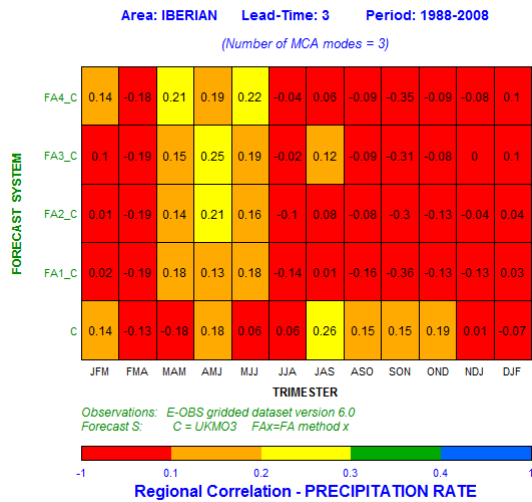 Area: IBERIAN Lead-Time: 3 Period: 1988-2008
(Number of MCA modes = 3)
FORECAST SYSTEM
FA4_C 0.14 -0.18 0.21 0.19 0.22 -0.04 0.06 -0.09 -0.35 -0.09 -0.08 0.1
FA3_C 0.1 -0.19 0.15 0.25 0.19 -0.02 0.12 -0.09 -0.31 -0.08 0 0.1
FA2_C 0.01 -0.19 0.14 0.21 0.16 -0.1 0.08 -0.08 -0.3 -0.13 -0.04 0.04
FA1_C 0.02 -0.19 0.18 0.13 0.18 -0.14 0.01 -0.16 -0.36 -0.13 -0.13 0.03
C 0.14 -0.13 -0.18 0.18 0.06 0.06 0.26 0.15 0.15 0.19 0.01 -0.07
JFM FMA MAM AMJ MJJ JJA JAS ASO SON OND NDJ DJF
TRIMESTER
Observations: E-OBS gridded dataset version 6.0
Forecast S: C = UKMO3 FAx=FA method x
-1 0.1 0.2 0.3 0.4 1
Regional Correlation - PRECIPITATION RATE